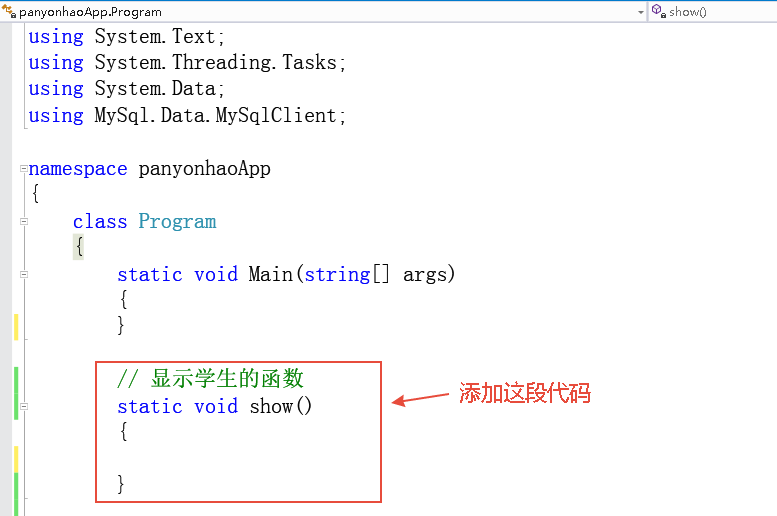 panyonhaoApp.Program
show()
using System.Text;
using System.Threading.Tasks;
using System.Data;
using MySql.Data.MySqlClient;
namespace panyonhaoApp
{
class Program
{
static void Main(string[] args)
{
}
// 显示学生的函数
static void show()
{
}
添加这段代码